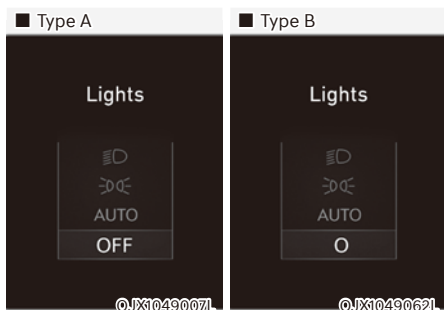 ■ Type A
Lights
AUTO
OFF
OJX1049007L
■ Type B
Lights
AUTO
O
OJX1049062L